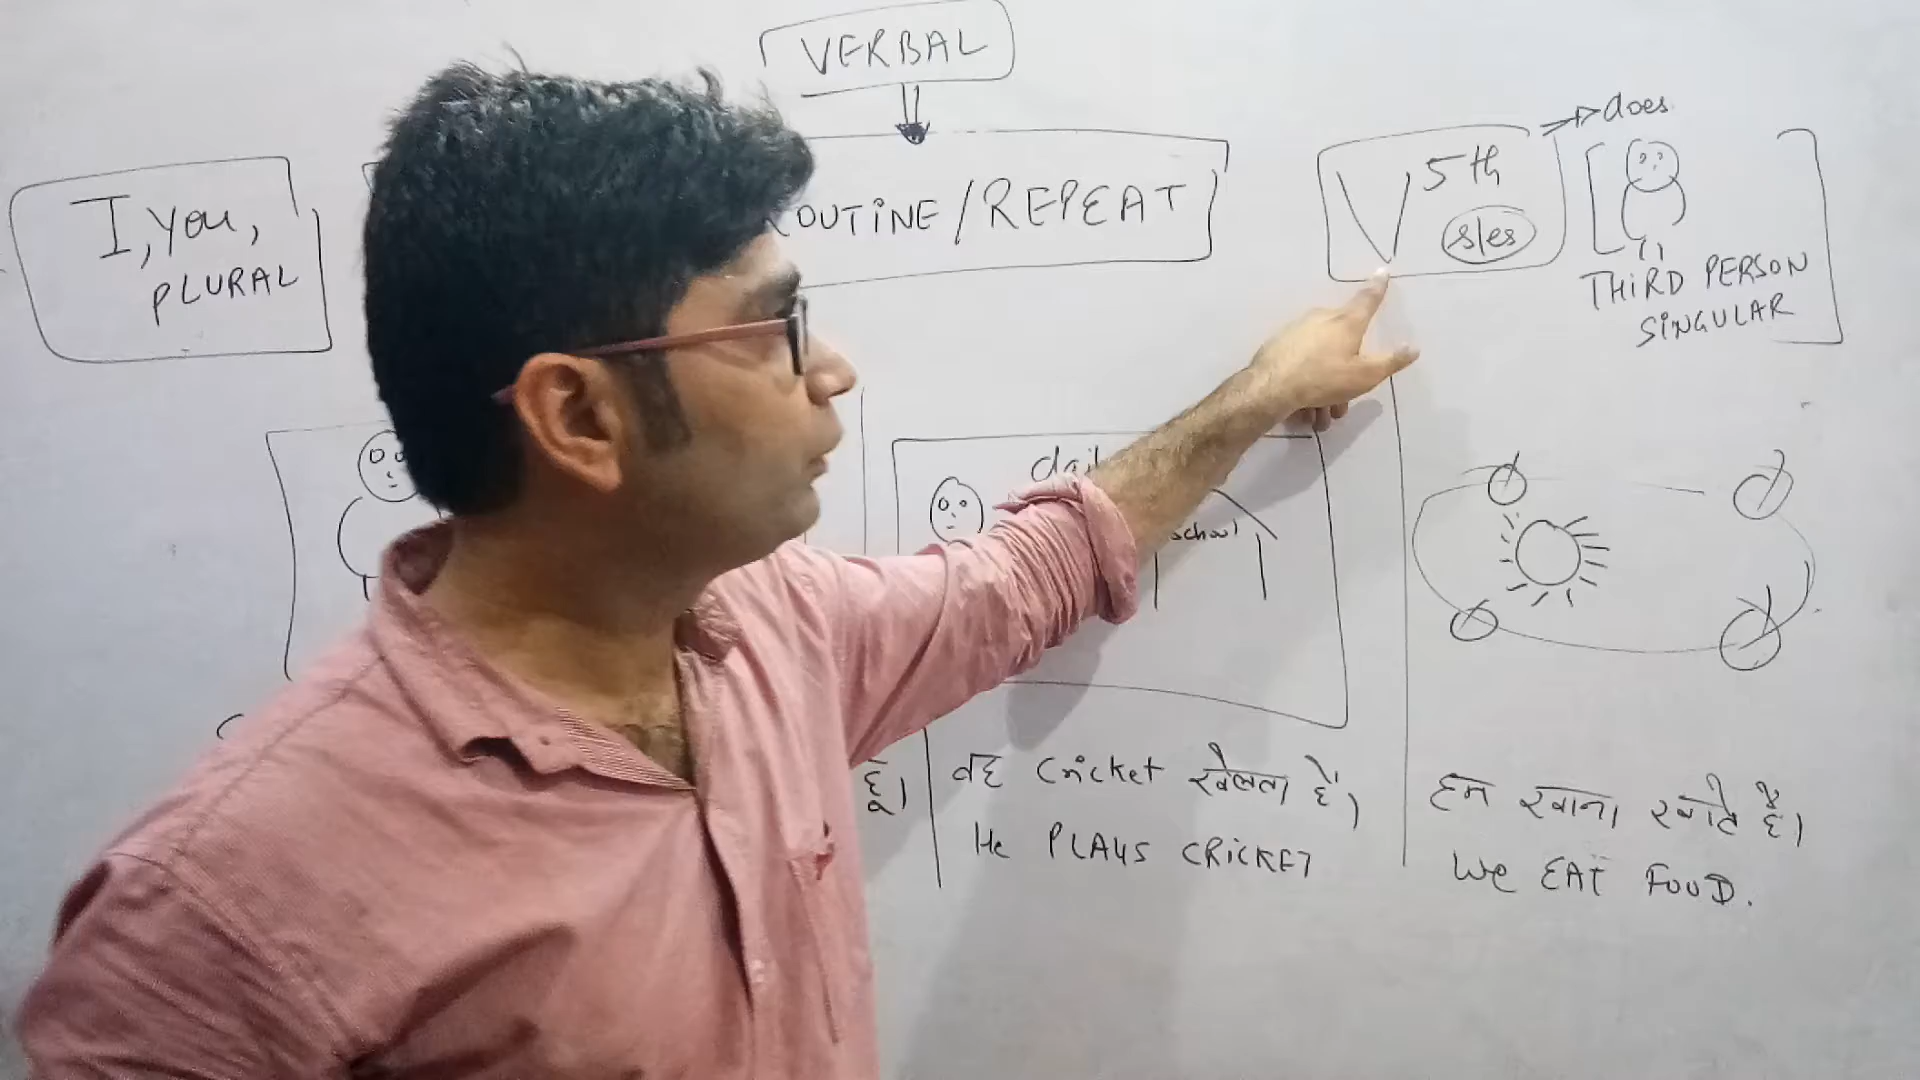 VERBAL
I, you,
PLURAL
ROUTINE/REPEAT
V 5th
s/es
does
THIRD PERSON
SINGULAR
school
हूँ।
वह cricket खेलता है।
He PLAYS CRICKET
हम खाना खाते हैं।
We EAT FOOD.